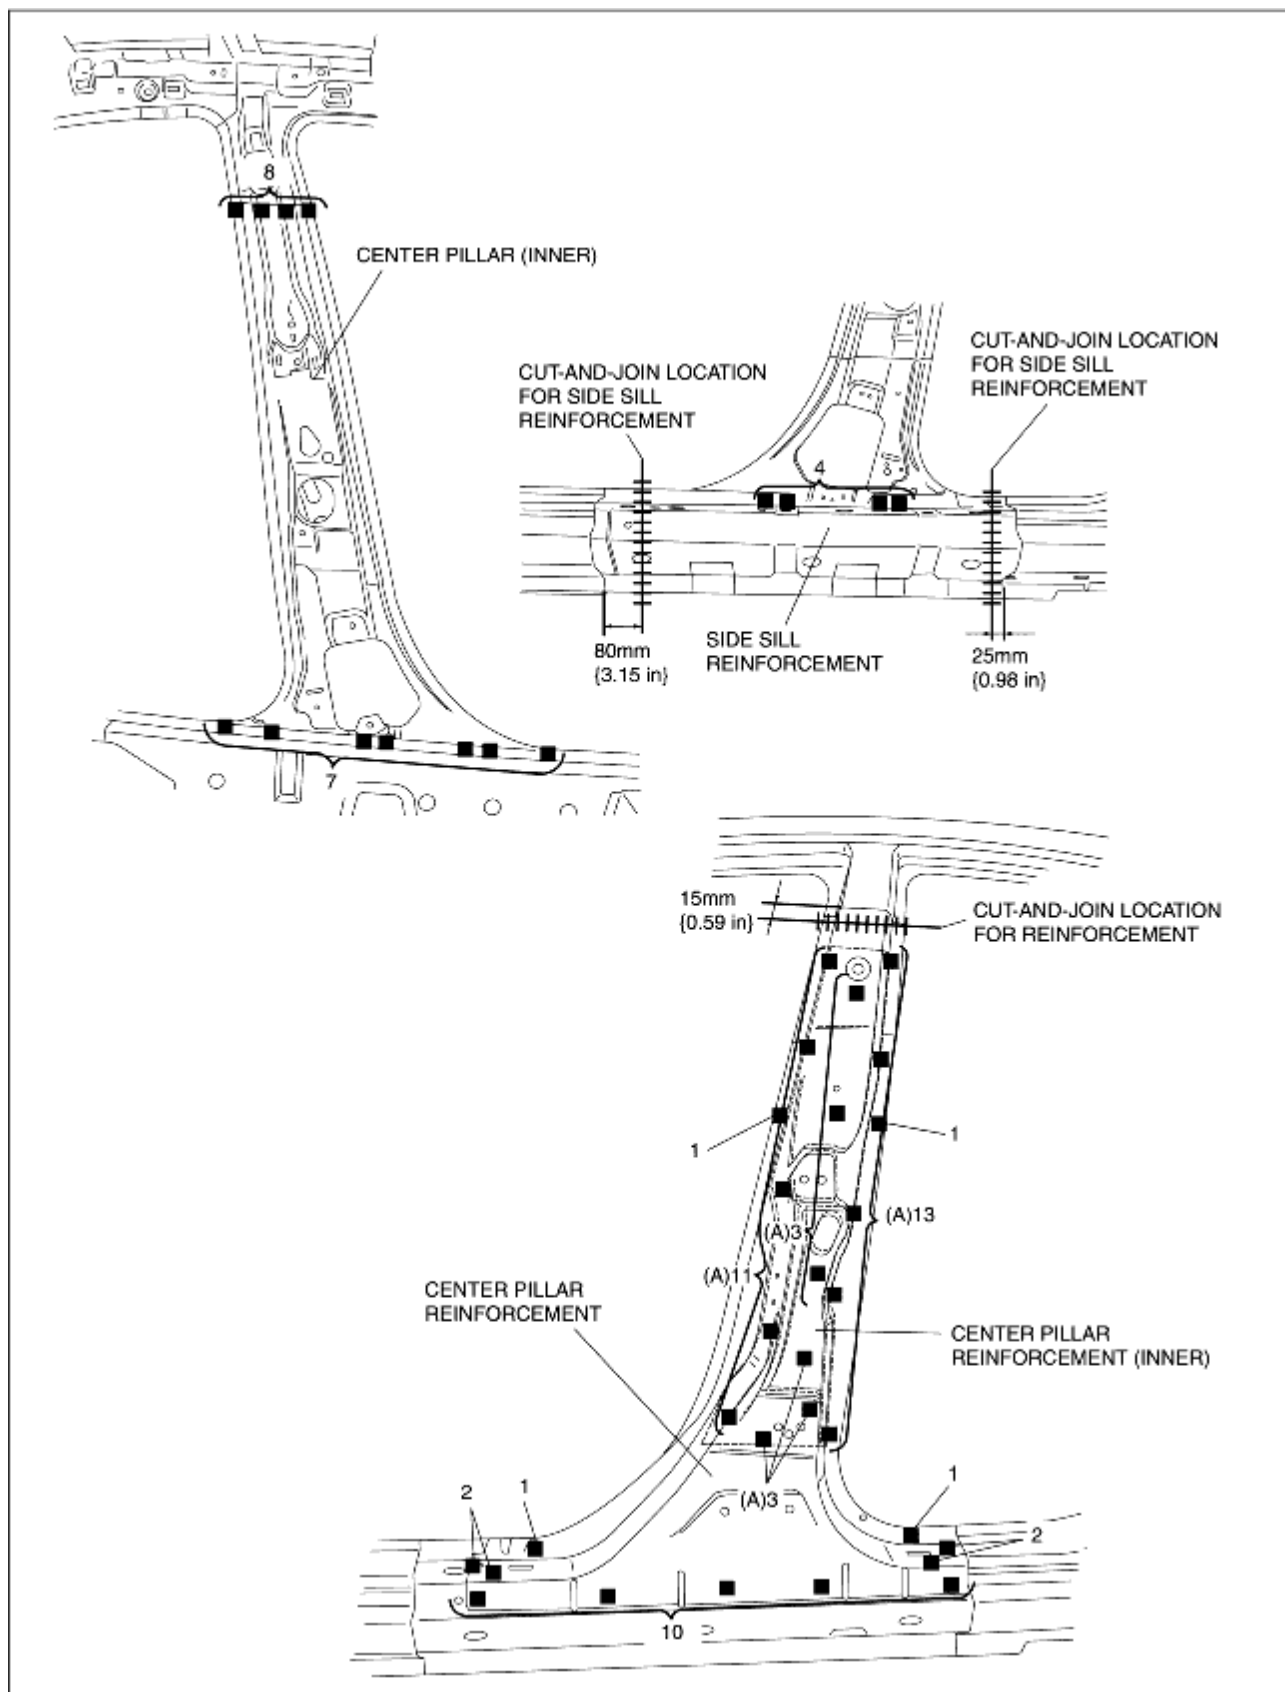 8
CENTER PILLAR (INNER)
7
CUT-AND-JOIN LOCATION
FOR SIDE SILL
REINFORCEMENT
CUT-AND-JOIN LOCATION
FOR SIDE SILL
REINFORCEMENT
4
80mm
{3.15 in}
SIDE SILL
REINFORCEMENT
25mm
{0.98 in}
15mm
{0.59 in}
CUT-AND-JOIN LOCATION
FOR REINFORCEMENT
1
1
(A)3
(A)13
(A)11
CENTER PILLAR
REINFORCEMENT
CENTER PILLAR
REINFORCEMENT (INNER)
(A)3
2
1
1
2
10